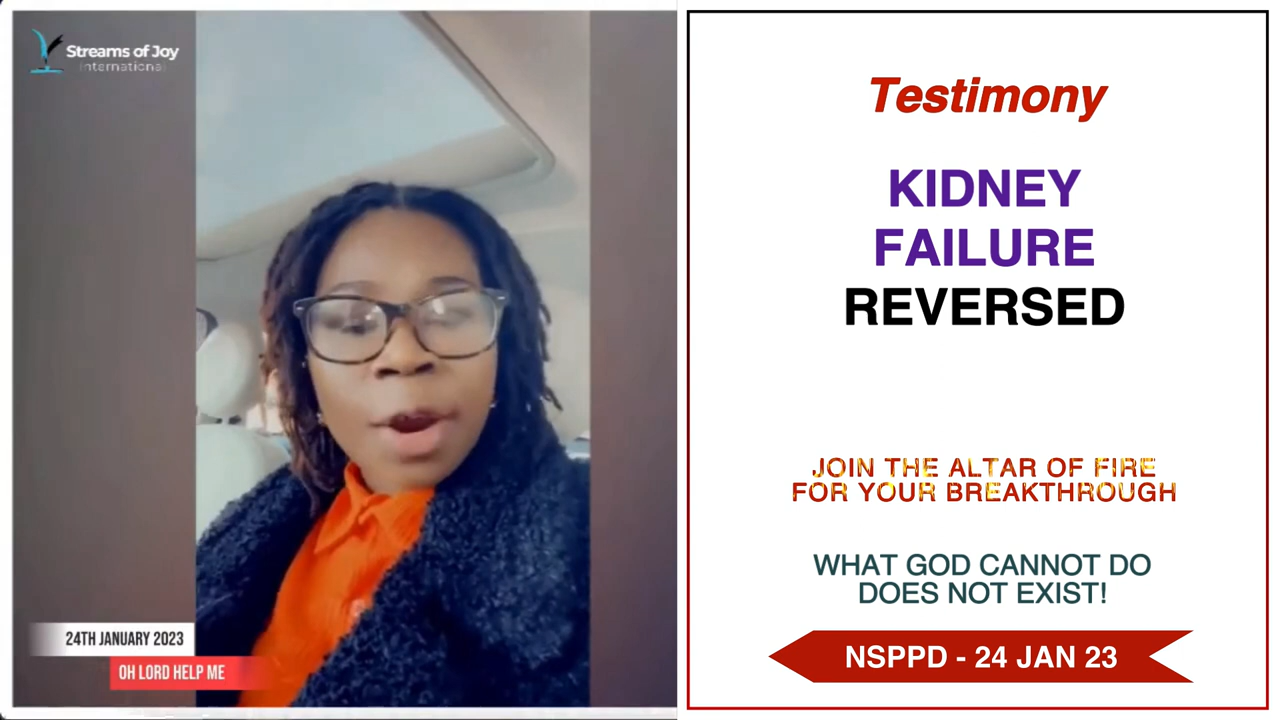 Streams of Joy
International
24TH JANUARY 2023
OH LORD HELP ME
Testimony
KIDNEY
FAILURE
REVERSED
JOIN THE ALTAR OF FIRE
FOR YOUR BREAKTHROUGH
WHAT GOD CANNOT DO
DOES NOT EXIST!
NSPPD - 24 JAN 23